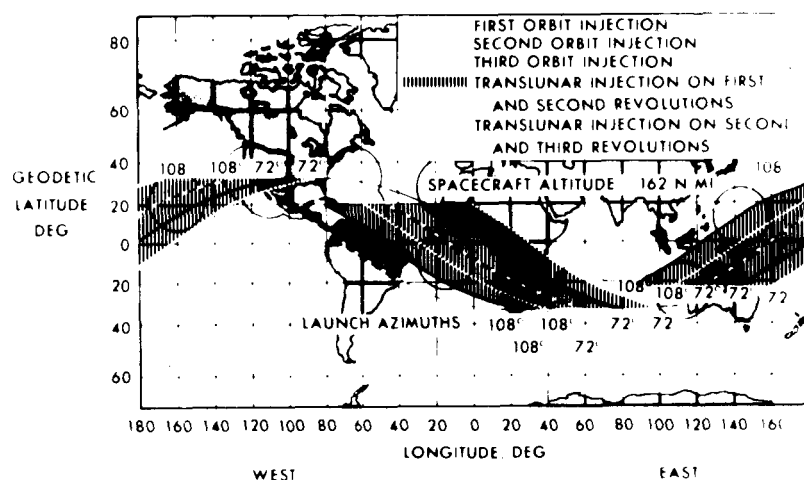 FIRST ORBIT INJECTION
SECOND ORBIT INJECTION
THIRD ORBIT INJECTION
TRANSLUNAR INJECTION ON FIRST
AND SECOND REVOLUTIONS
TRANSLUNAR INJECTION ON SECOND
AND THIRD REVOLUTIONS
80
60
40
20
0
20
40
60
GEODETIC
LATITUDE
DEG
108 108° 72° 72°
SPACECRAFT ALTITUDE 162 N MI
108
108° 108° 72° 72° 72
LAUNCH AZIMUTHS 108° 108° 72° 72
108° 72°
180 160 140 120 100 80 60 40 20 0 20 40 60 80 100 120 140 160 180
LONGITUDE, DEG
WEST EAST